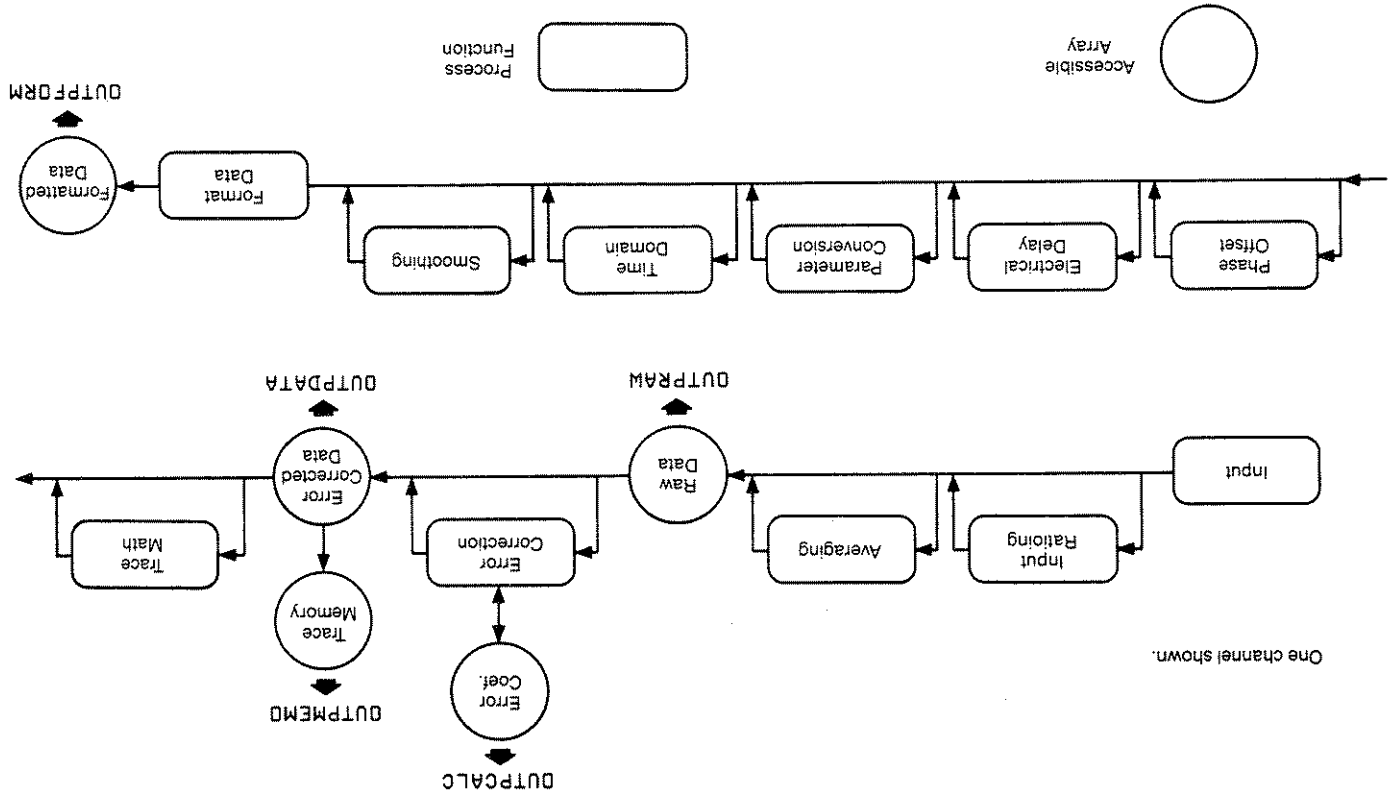 OUTPCALC
OUTPMEMO
One channel shown.
Error
Coef.
Trace
Memory
Input
Ratioing
Averaging
Error
Correction
Trace
Math
Input
Raw
Data
Error
Corrected
Data
OUTPRAW
OUTPDATA
Phase
Offset
Electrical
Delay
Parameter
Conversion
Time
Domain
Smoothing
Format
Data
Formatted
Data
OUTPFORM
Accessible
Array
Process
Function